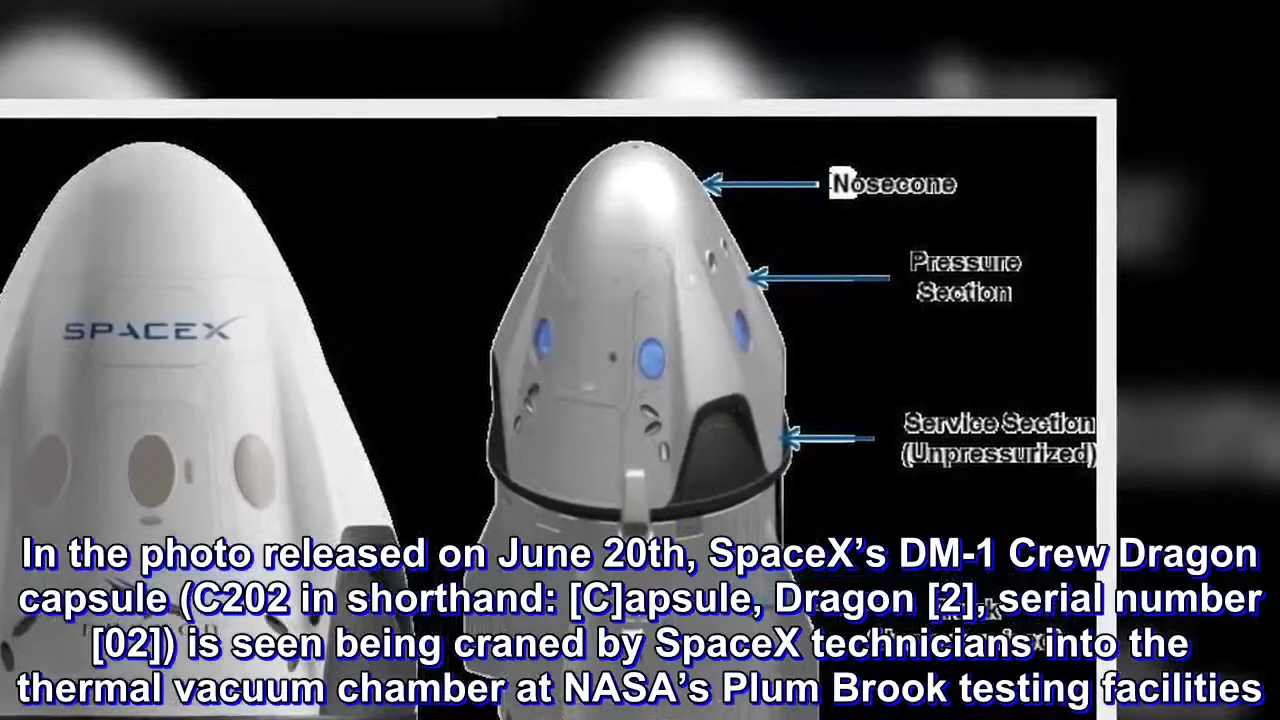 Nosecone
Pressure
Section
SPACEX
Service Section
(Unpressurized)
In the photo released on June 20th, SpaceX’s DM-1 Crew Dragon
capsule (C202 in shorthand: [C]apsule, Dragon [2], serial number
[02]) is seen being craned by SpaceX technicians into the
thermal vacuum chamber at NASA’s Plum Brook testing facilities